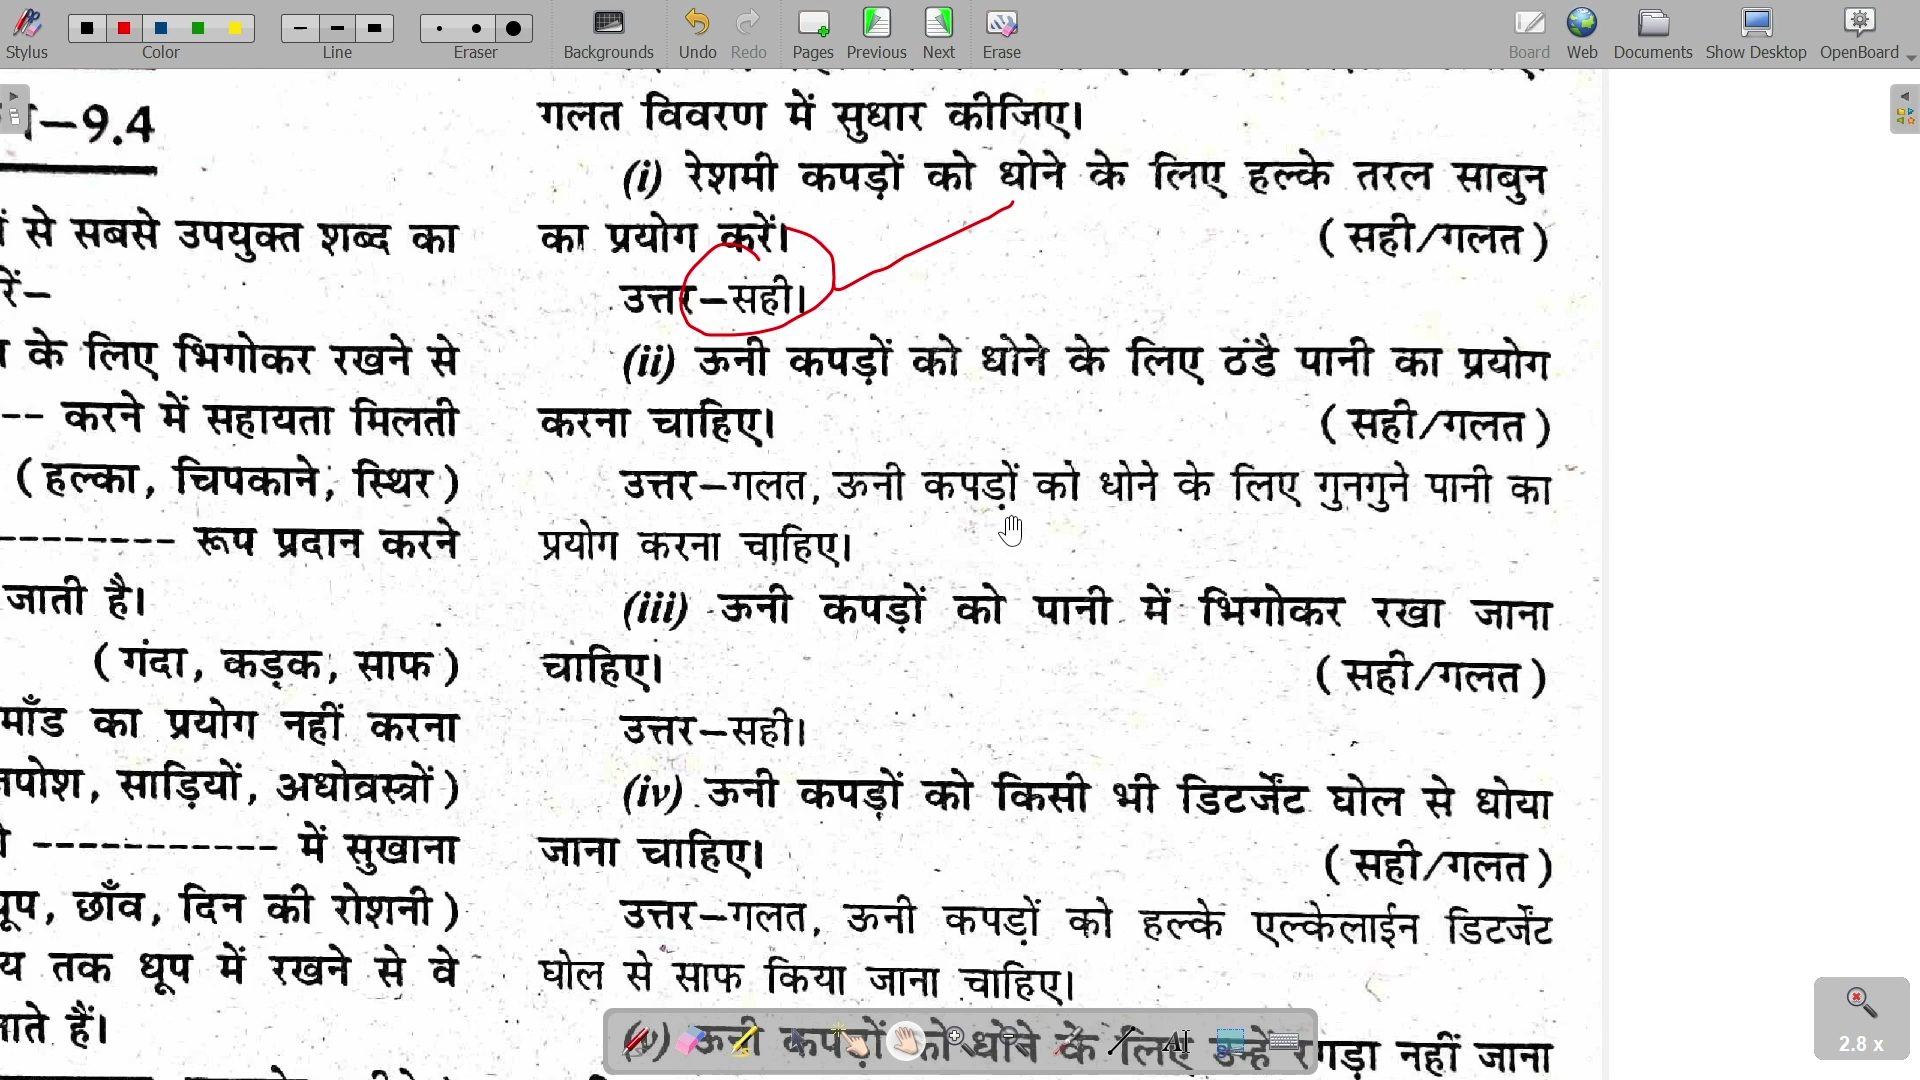 Stylus Color Line Eraser Backgrounds Undo Redo Pages Previous Next Erase Board Web Documents Show Desktop OpenBoard
–9.4
से सबसे उपयुक्त शब्द का
रें–
के लिए भिगोकर रखने से
-- करने में सहायता मिलती
(हल्का, चिपकाने, स्थिर)
-------- रूप प्रदान करने
जाती है।
(गंदा, कड़क, साफ)
माँड का प्रयोग नहीं करना
पोश, साड़ियों, अधोवस्त्रों)
----------- में सुखाना
धूप, छाँव, दिन की रोशनी)
य तक धूप में रखने से वे
जाते हैं।
गलत विवरण में सुधार कीजिए।
(i) रेशमी कपड़ों को धोने के लिए हल्के तरल साबुन
का प्रयोग करें। (सही/गलत)
उत्तर–सही।
(ii) ऊनी कपड़ों को धोने के लिए ठंडै पानी का प्रयोग
करना चाहिए। (सही/गलत)
उत्तर–गलत, ऊनी कपड़ों को धोने के लिए गुनगुने पानी का
प्रयोग करना चाहिए।
(iii) ऊनी कपड़ों को पानी में भिगोकर रखा जाना
चाहिए। (सही/गलत)
उत्तर–सही।
(iv) ऊनी कपड़ों को किसी भी डिटर्जेंट घोल से धोया
जाना चाहिए। (सही/गलत)
उत्तर–गलत, ऊनी कपड़ों को हल्के एल्केलाईन डिटर्जेंट
घोल से साफ किया जाना चाहिए।
(v) ऊनी कपड़ों को धोने के लिए उन्हें रगड़ा नहीं जाना
2.8 x